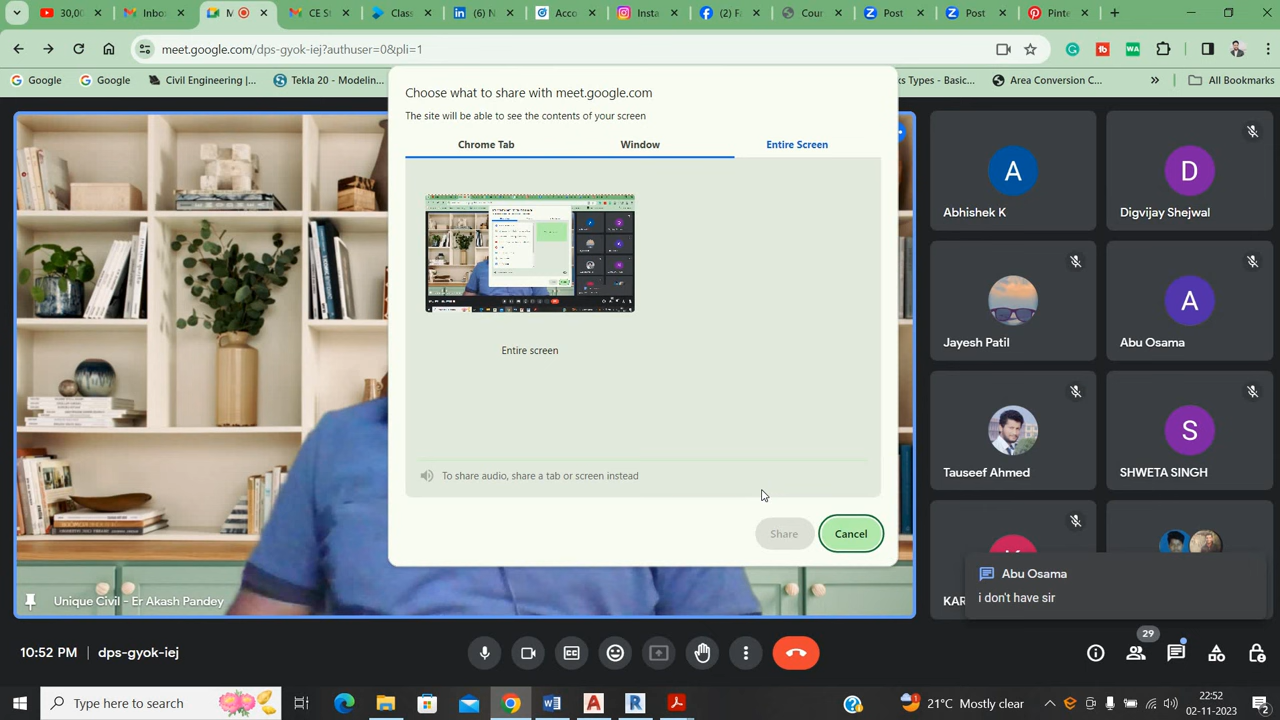 30,00
Inbo
M
CE St
Class
(6) N
Acco
Insta
(2) F
Cour
Post
Post
Pinte
meet.google.com/dps-gyok-iej?authuser=0&pli=1
Google
Google
Civil Engineering |...
Tekla 20 - Modelin...
ks Types - Basic...
Area Conversion C...
All Bookmarks
Choose what to share with meet.google.com
The site will be able to see the contents of your screen
Chrome Tab
Window
Entire Screen
Entire screen
To share audio, share a tab or screen instead
Share
Cancel
A
Abhishek K
D
Jayesh Patil
A
Abu Osama
Tauseef Ahmed
S
SHWETA SINGH
KAR
Abu Osama
i don't have sir
Unique Civil - Er Akash Pandey
10:52 PM | dps-gyok-iej
29
Type here to search
21°C Mostly clear
22:52
02-11-2023
2